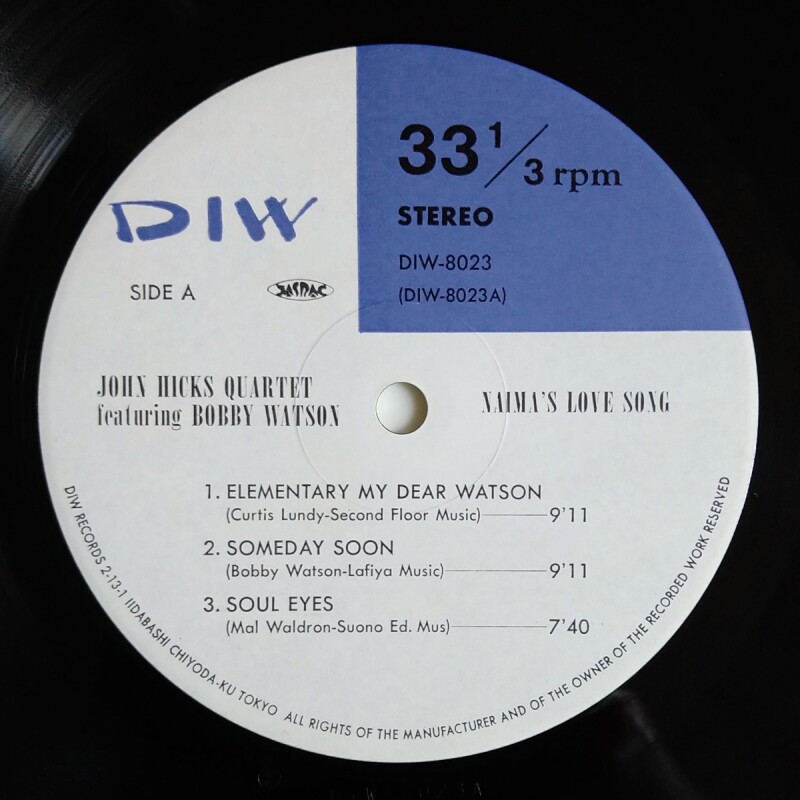 33 1/3 rpm
STEREO
DIW-8023
(DIW-8023A)
DIW
SIDE A
JASRAC
JOHN HICKS QUARTET
featuring BOBBY WATSON
NAIMA'S LOVE SONG
1. ELEMENTARY MY DEAR WATSON
(Curtis Lundy-Second Floor Music) 9'11
2. SOMEDAY SOON
(Bobby Watson-Lafiya Music) 9'11
3. SOUL EYES
(Mal Waldron-Suono Ed. Mus) 7'40
DIW RECORDS 2-13-1 IIDABASHI CHIYODA-KU TOKYO ALL RIGHTS OF THE MANUFACTURER AND OF THE OWNER OF THE RECORDED WORK RESERVED